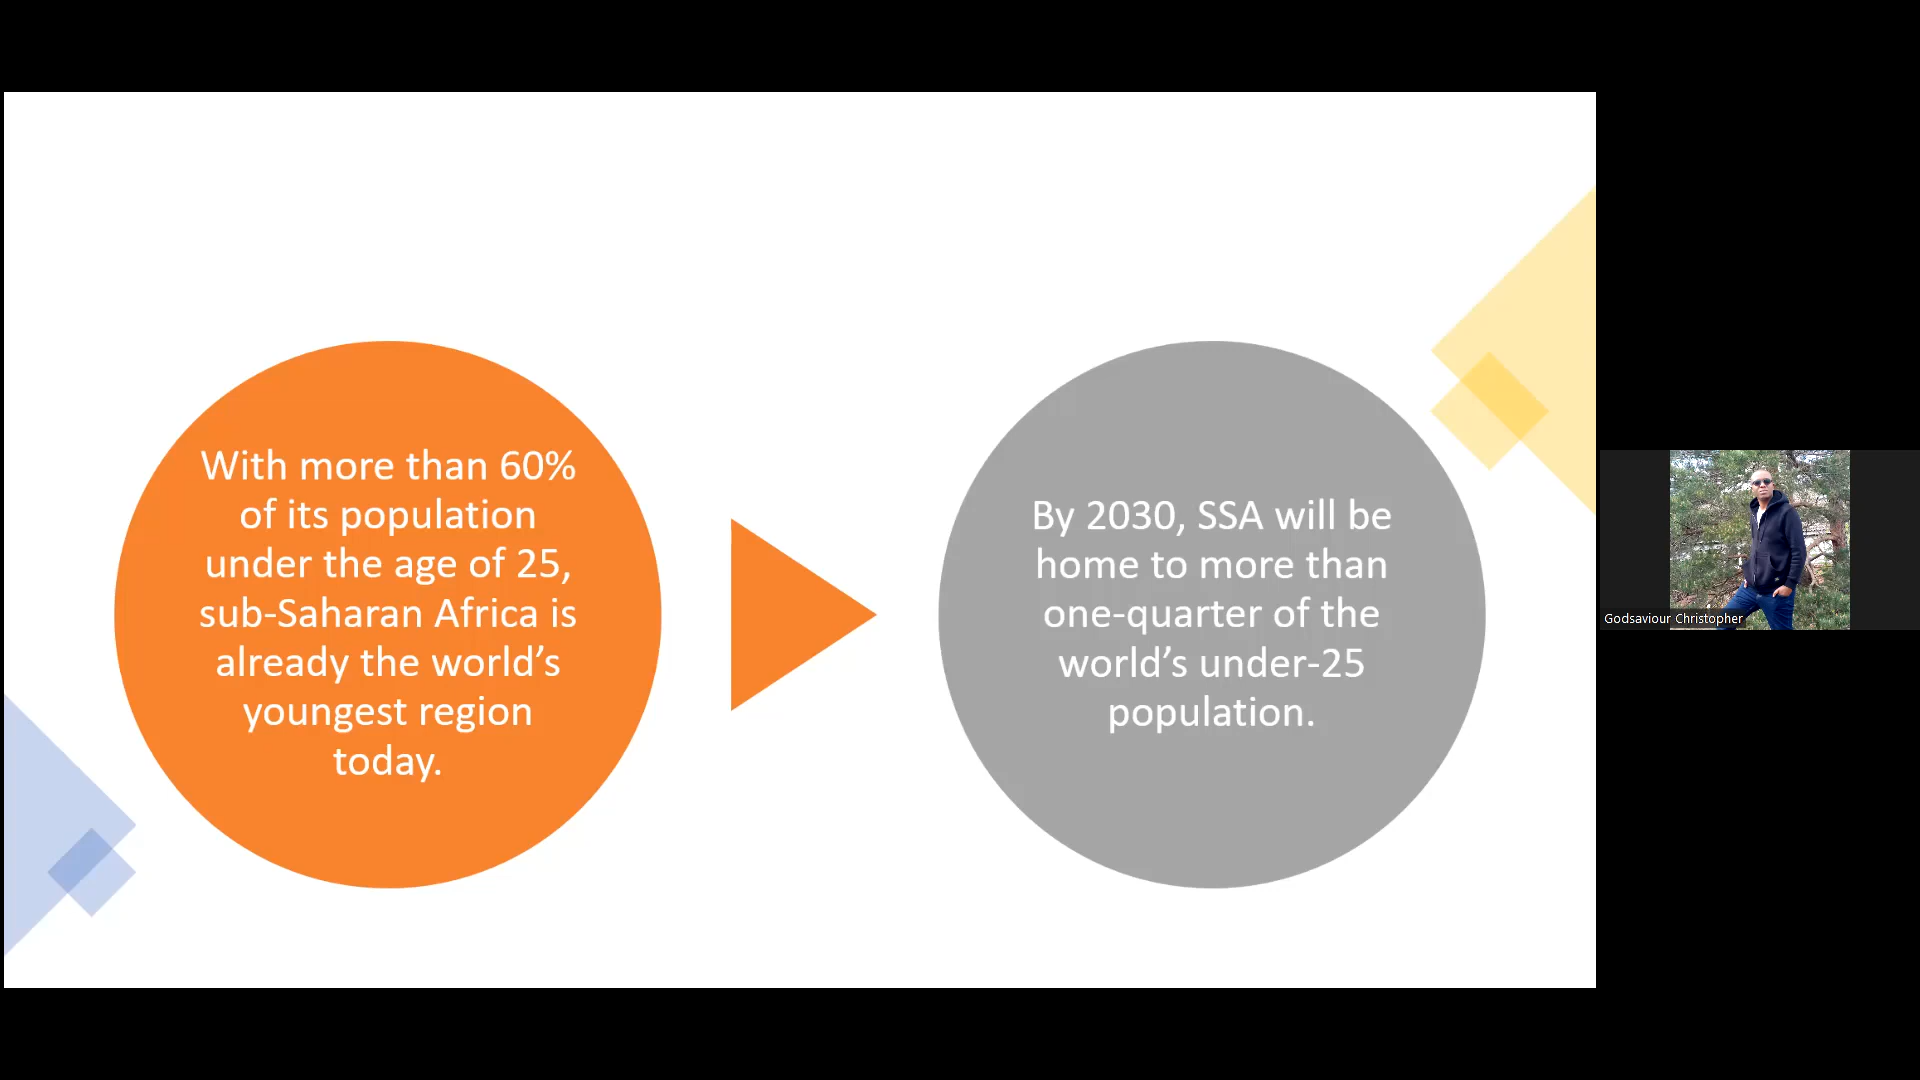 With more than 60%
of its population
under the age of 25,
sub-Saharan Africa is
already the world’s
youngest region
today.
By 2030, SSA will be
home to more than
one-quarter of the
world’s under-25
population.
Godsaviour Christopher